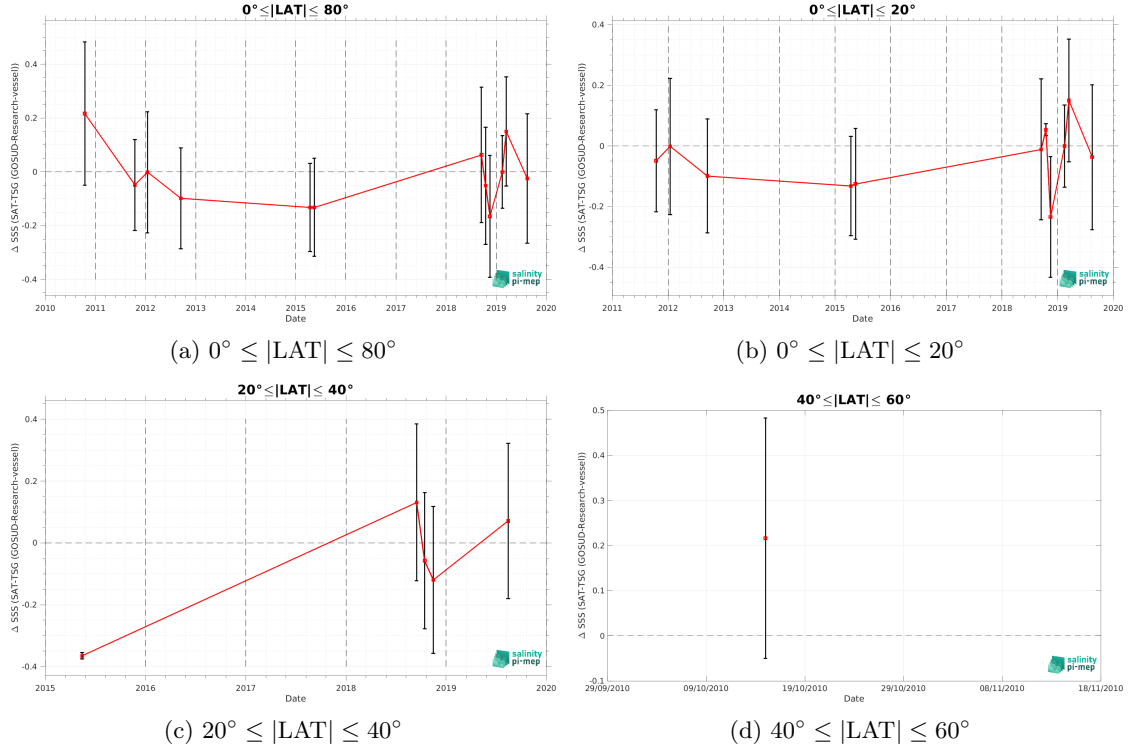 0°≤|LAT|≤ 80°
Δ SSS (SAT-TSG (GOSUD-Research-vessel))
0.4
0.2
0
-0.2
-0.4
2010 2011 2012 2013 2014 2015 2016 2017 2018 2019 2020
Date
salinity
pi-mep
(a) 0° ≤ |LAT| ≤ 80°
0°≤|LAT|≤ 20°
Δ SSS (SAT-TSG (GOSUD-Research-vessel))
0.4
0.2
0
-0.2
-0.4
2011 2012 2013 2014 2015 2016 2017 2018 2019 2020
Date
salinity
pi-mep
(b) 0° ≤ |LAT| ≤ 20°
20°≤|LAT|≤ 40°
Δ SSS (SAT-TSG (GOSUD-Research-vessel))
0.4
0.2
0
-0.2
-0.4
2015 2016 2017 2018 2019 2020
Date
salinity
pi-mep
(c) 20° ≤ |LAT| ≤ 40°
40°≤|LAT|≤ 60°
Δ SSS (SAT-TSG (GOSUD-Research-vessel))
0.5
0.4
0.3
0.2
0.1
0
-0.1
29/09/2010 09/10/2010 19/10/2010 29/10/2010 08/11/2010 18/11/2010
Date
salinity
pi-mep
(d) 40° ≤ |LAT| ≤ 60°